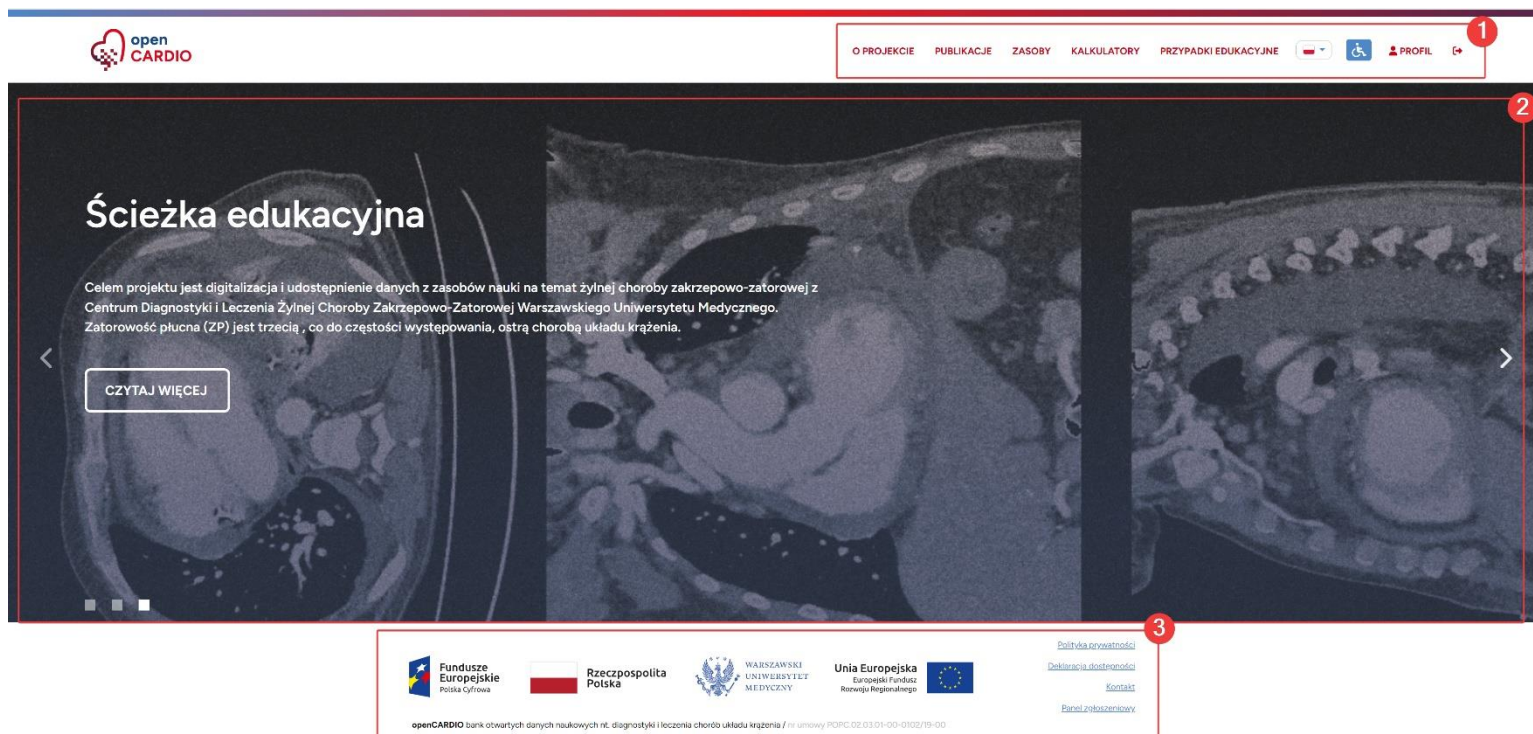 open
CARDIO
O PROJEKCIE PUBLIKACJE ZASOBY KALKULATORY PRZYPADKI EDUKACYJNE PROFIL
1
2
Ścieżka edukacyjna
Celem projektu jest digitalizacja i udostępnienie danych z zasobów nauki na temat żylnej choroby zakrzepowo-zatorowej z
Centrum Diagnostyki i Leczenia Żylnej Choroby Zakrzepowo-Zatorowej Warszawskiego Uniwersytetu Medycznego.
Zatorowość płucna (ZP) jest trzecią , co do częstości występowania, ostrą chorobą układu krążenia.
CZYTAJ WIĘCEJ
3
Fundusze
Europejskie
Polska Cyfrowa
Rzeczpospolita
Polska
WARSZAWSKI
UNIWERSYTET
MEDYCZNY
Unia Europejska
Europejski Fundusz
Rozwoju Regionalnego
Polityka prywatności
Deklaracja dostępności
Kontakt
Panel zgłoszeniowy
openCARDIO bank otwartych danych naukowych nt. diagnostyki i leczenia chorób układu krążenia / nr umowy POPC.02.03.01-00-0102/19-00